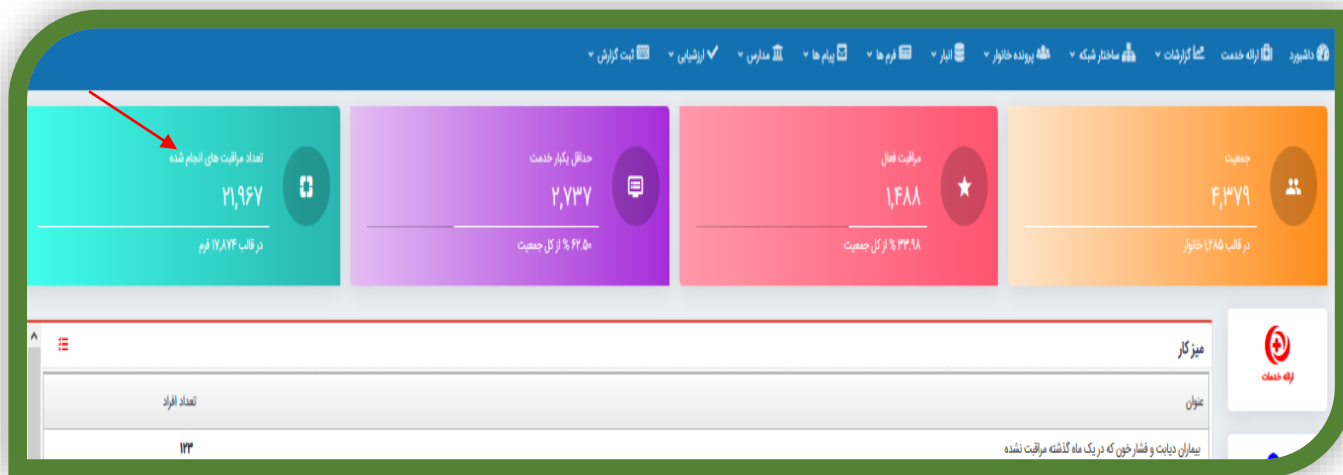 داشبورد ارائه خدمت گزارشات ساختار شبکه پرونده خانوار انبار فرم ها پیام ها مدارس ارزشیابی ثبت گزارش
جمعیت
۴,۳۷۹
در قالب ۱,۲۸۵ خانوار
مراقبت فعال
۱,۴۸۸
۳۳.۹۸ % از کل جمعیت
حداقل یکبار خدمت
۲,۷۳۷
۶۲.۵۰ % از کل جمعیت
تعداد مراقبت های انجام شده
۲۱,۹۶۷
در قالب ۱۷,۸۷۴ فرم
ارائه خدمات
میز کار
عنوان تعداد افراد
بیماران دیابت و فشار خون که در یک ماه گذشته مراقبت نشده ۱۲۳